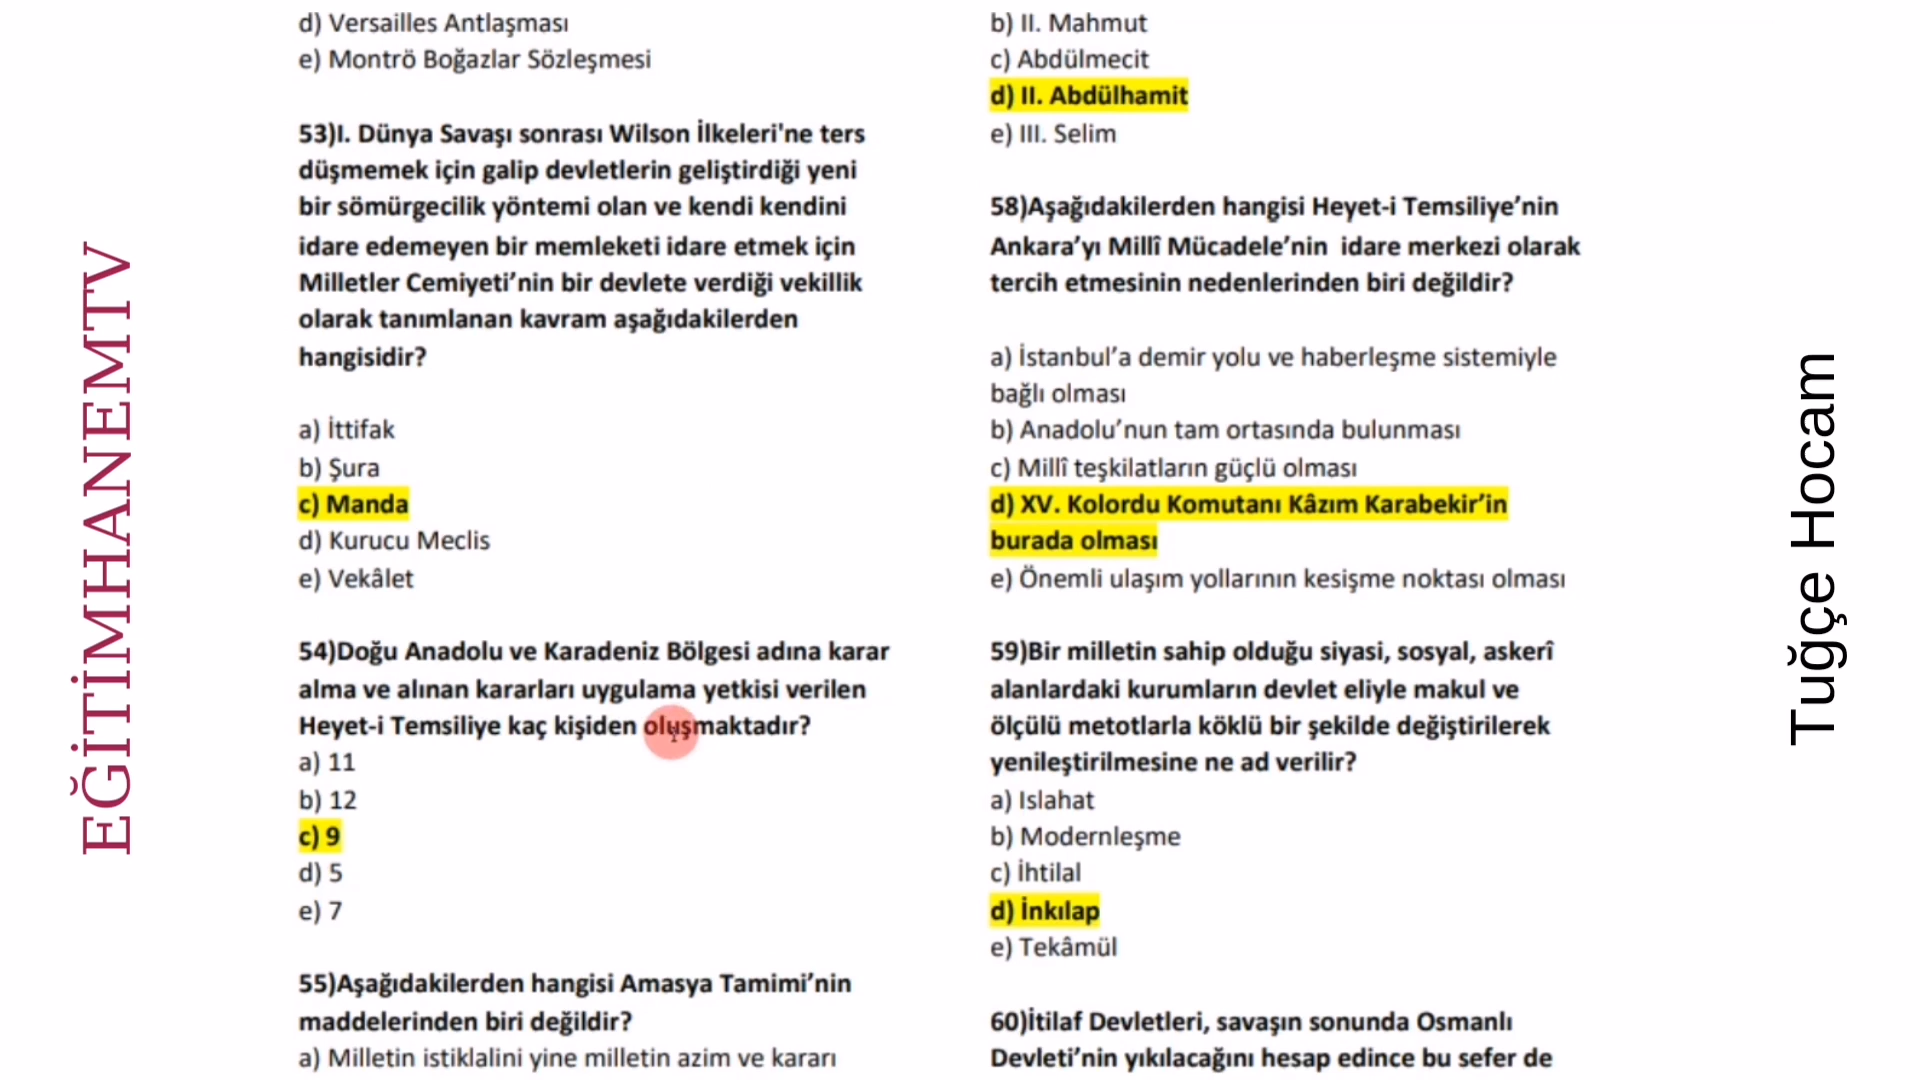 EĞİTİMHANEMTV
d) Versailles Antlaşması
e) Montrö Boğazlar Sözleşmesi
53)I. Dünya Savaşı sonrası Wilson İlkeleri'ne ters
düşmemek için galip devletlerin geliştirdiği yeni
bir sömürgecilik yöntemi olan ve kendi kendini
idare edemeyen bir memleketi idare etmek için
Milletler Cemiyeti’nin bir devlete verdiği vekillik
olarak tanımlanan kavram aşağıdakilerden
hangisidir?
a) İttifak
b) Şura
c) Manda
d) Kurucu Meclis
e) Vekâlet
54)Doğu Anadolu ve Karadeniz Bölgesi adına karar
alma ve alınan kararları uygulama yetkisi verilen
Heyet-i Temsiliye kaç kişiden oluşmaktadır?
a) 11
b) 12
c) 9
d) 5
e) 7
55)Aşağıdakilerden hangisi Amasya Tamimi’nin
maddelerinden biri değildir?
a) Milletin istiklalini yine milletin azim ve kararı
b) II. Mahmut
c) Abdülmecit
d) II. Abdülhamit
e) III. Selim
58)Aşağıdakilerden hangisi Heyet-i Temsiliye’nin
Ankara’yı Millî Mücadele’nin idare merkezi olarak
tercih etmesinin nedenlerinden biri değildir?
a) İstanbul’a demir yolu ve haberleşme sistemiyle
bağlı olması
b) Anadolu’nun tam ortasında bulunması
c) Millî teşkilatların güçlü olması
d) XV. Kolordu Komutanı Kâzım Karabekir’in
burada olması
e) Önemli ulaşım yollarının kesişme noktası olması
59)Bir milletin sahip olduğu siyasi, sosyal, askerî
alanlardaki kurumların devlet eliyle makul ve
ölçülü metotlarla köklü bir şekilde değiştirilerek
yenileştirilmesine ne ad verilir?
a) Islahat
b) Modernleşme
c) İhtilal
d) İnkılap
e) Tekâmül
60)İtilaf Devletleri, savaşın sonunda Osmanlı
Devleti’nin yıkılacağını hesap edince bu sefer de
Tuğçe Hocam